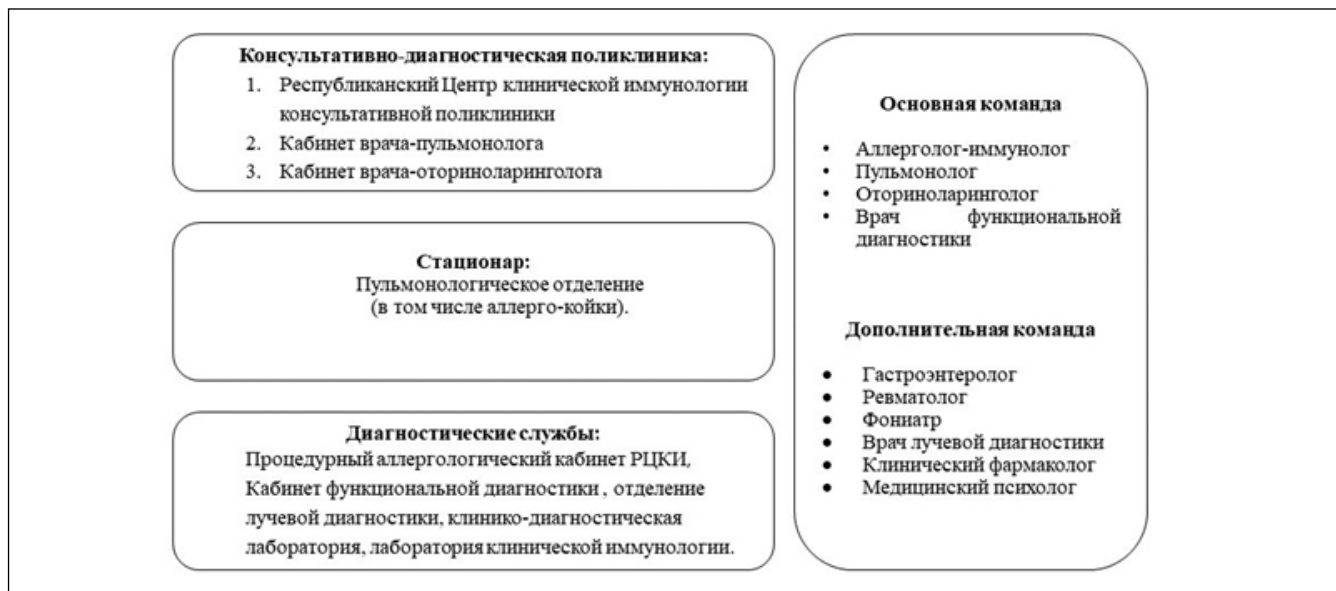 Консультативно-диагностическая поликлиника:
1. Республиканский Центр клинической иммунологии
консультативной поликлиники
2. Кабинет врача-пульмонолога
3. Кабинет врача-оториноларинголога
Стационар:
Пульмонологическое отделение
(в том числе аллерго-койки).
Диагностические службы:
Процедурный аллергологический кабинет РЦКИ,
Кабинет функциональной диагностики , отделение
лучевой диагностики, клинико-диагностическая
лаборатория, лаборатория клинической иммунологии.
Основная команда
• Аллерголог-иммунолог
• Пульмонолог
• Оториноларинголог
• Врач функциональной
диагностики
Дополнительная команда
● Гастроэнтеролог
● Ревматолог
● Фониатр
● Врач лучевой диагностики
● Клинический фармаколог
● Медицинский психолог